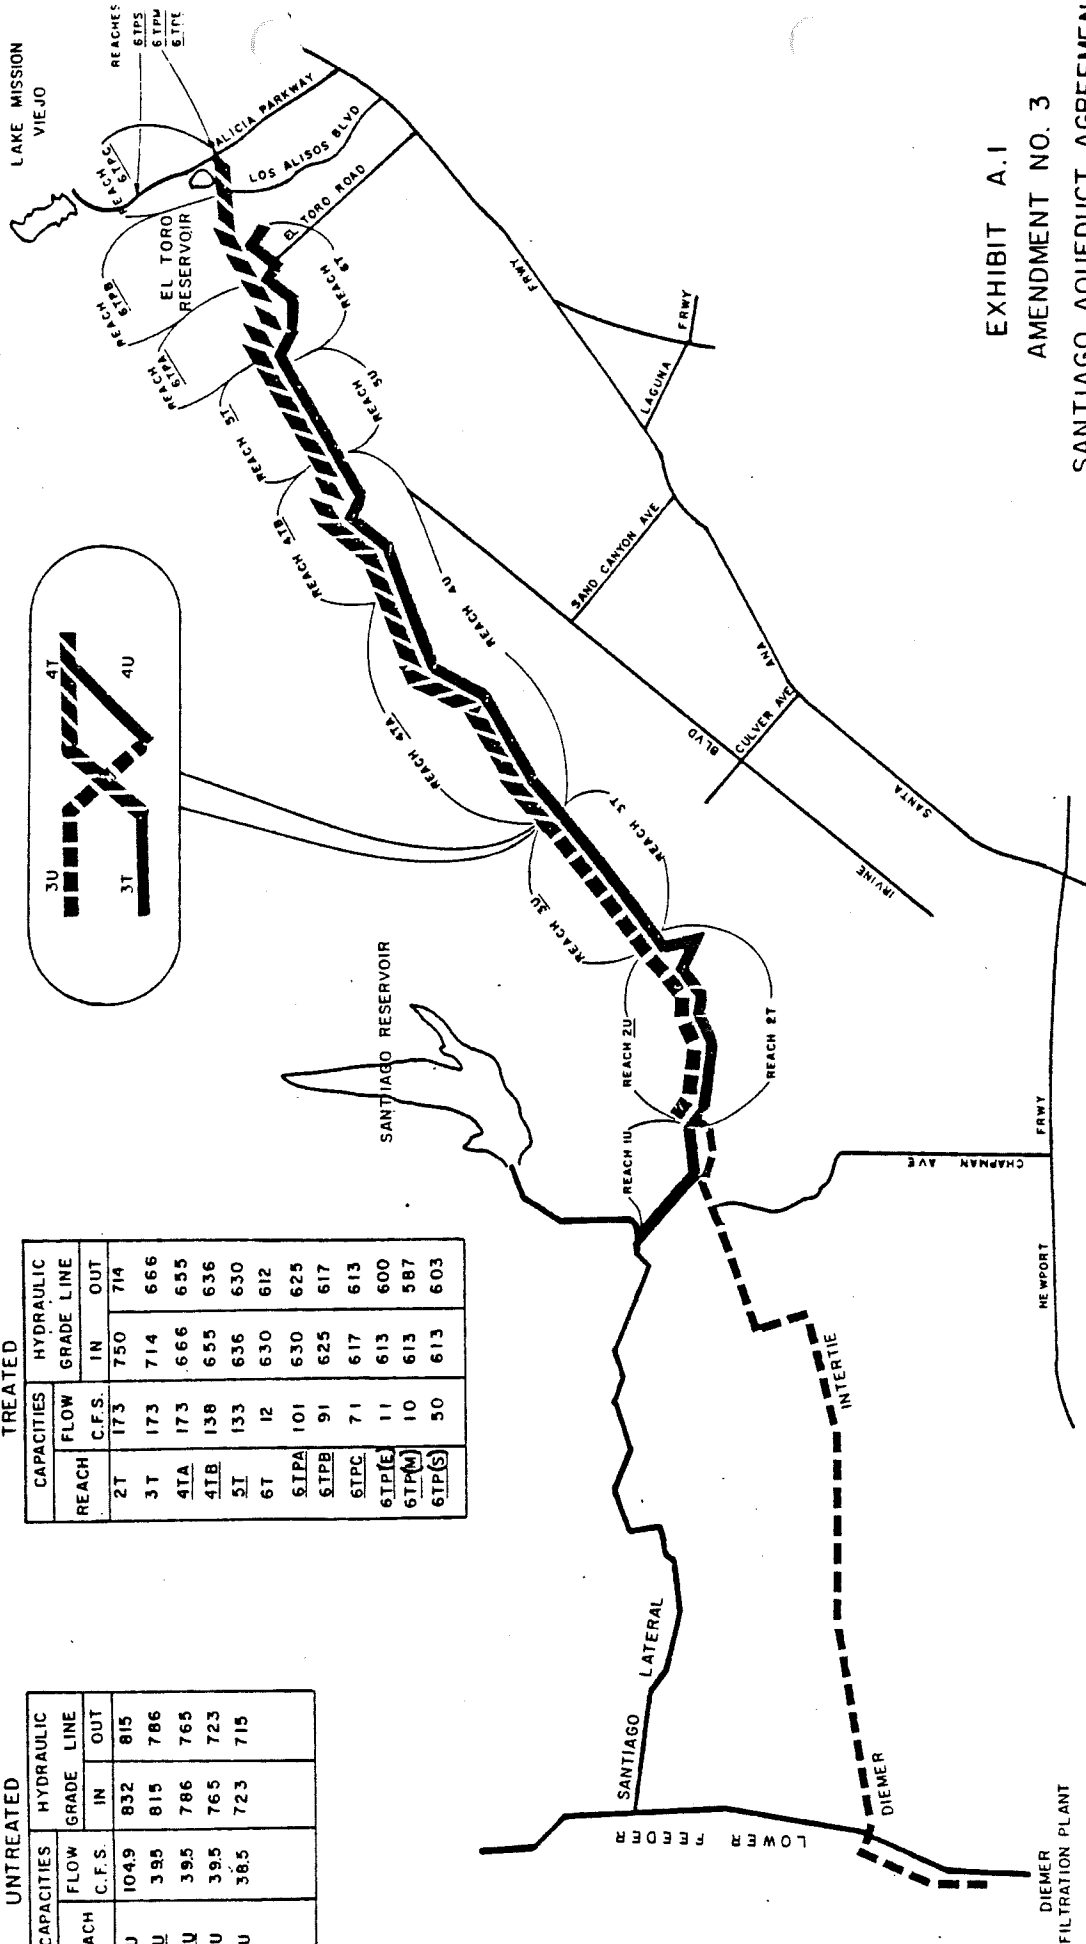 UNTREATED
CAPACITIES HYDRAULIC
ACH FLOW GRADE LINE
C.F.S. IN OUT
U 104.9 832 815
U 39.5 815 786
U 39.5 786 765
U 39.5 765 723
U 38.5 723 715
TREATED
CAPACITIES HYDRAULIC
REACH FLOW GRADE LINE
C.F.S. IN OUT
2T 173 750 714
3T 173 714 666
4TA 173 666 655
4TB 138 655 636
5T 133 636 630
6T 12 630 612
6TPA 101 630 625
6TPB 91 625 617
6TPC 71 617 613
6TP(E) 11 613 600
6TP(M) 10 613 587
6TP(S) 50 613 603
3U 4T
3T 4U
LAKE MISSION
VIEJO
REACHES
6TPS
6TPM
6TPE
REACH 6TPC
ALICIA PARKWAY
LOS ALISOS BLVD
EL TORO
RESERVOIR
EL TORO ROAD
REACH 6TPB
REACH 6TPA
REACH 6T
REACH 5T
REACH 5U
REACH 4TB
REACH 4U
REACH 4TA
REACH 3T
REACH 3U
SANTIAGO RESERVOIR
REACH 2U
REACH 1U
REACH 2T
FRWY
LAGUNA FRWY
SAND CANYON AVE
CULVER AVE
IRVINE BLVD
SANTA ANA
CHAPMAN AVE
NEWPORT FRWY
SANTIAGO LATERAL
LOWER FEEDER
DIEMER INTERTIE
DIEMER
FILTRATION PLANT
EXHIBIT A.1
AMENDMENT NO. 3
SANTIAGO AQUEDUCT AGREEMEN